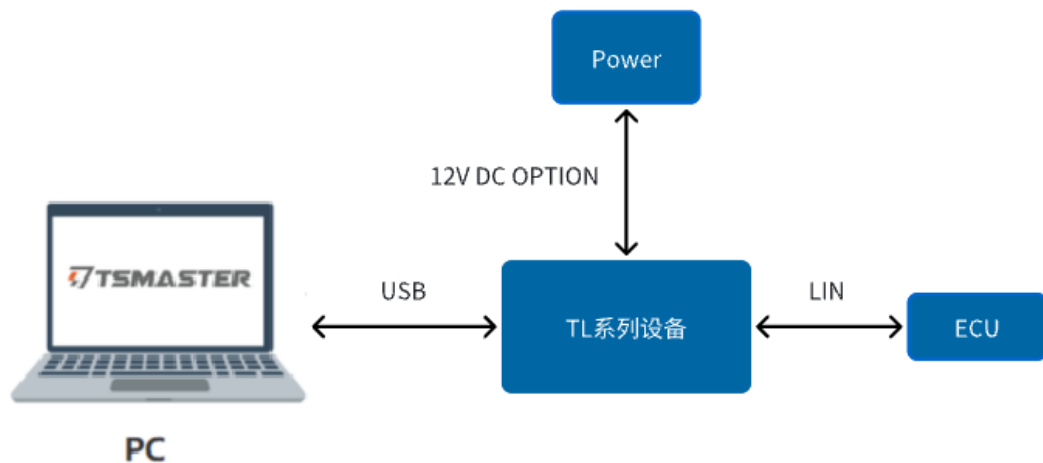 Power
12V DC OPTION
TSMASTER
USB
TL系列设备
LIN
ECU
PC